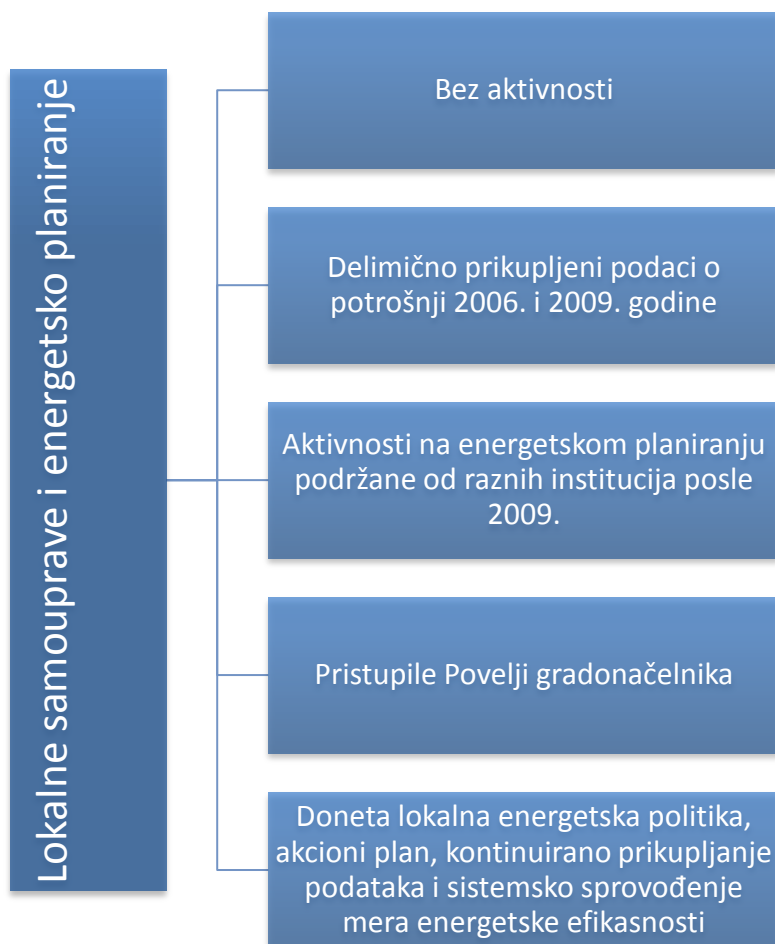 Lokalne samouprave i energetsko planiranje
Bez aktivnosti
Delimično prikupljeni podaci o
potrošnji 2006. i 2009. godine
Aktivnosti na energetskom planiranju
podržane od raznih institucija posle
2009.
Pristupile Povelji gradonačelnika
Doneta lokalna energetska politika,
akcioni plan, kontinuirano prikupljanje
podataka i sistemsko sprovođenje
mera energetske efikasnosti